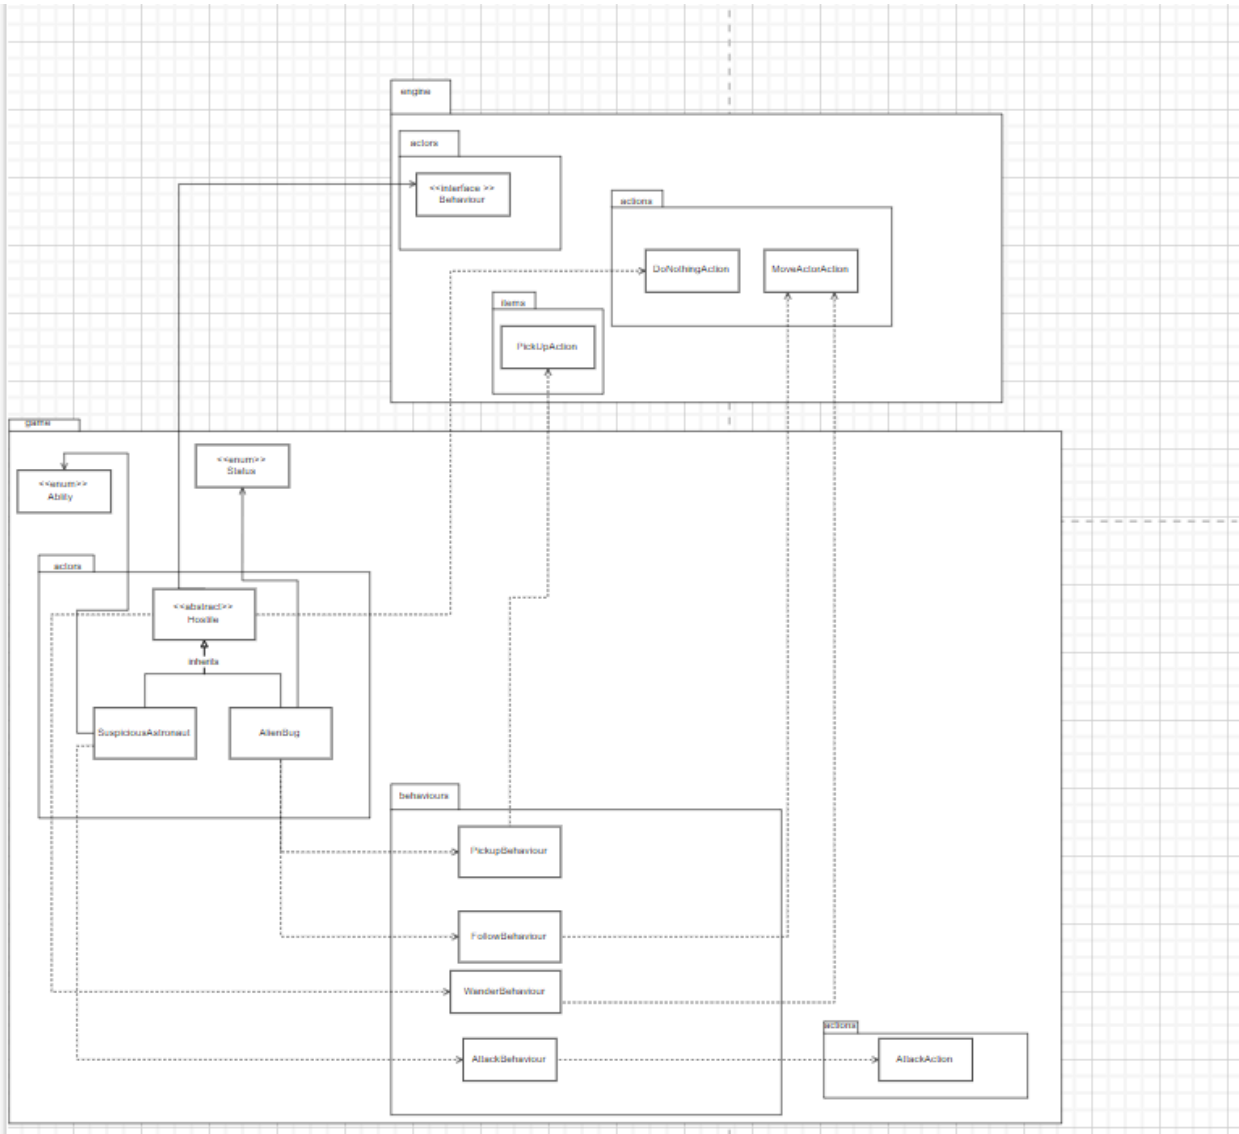 engine
actors
<<interface >>
Behaviour
actions
DoNothingAction
MoveActorAction
items
PickUpAction
game
<<enum>>
Status
<<enum>>
Ability
actors
<<abstract>>
Hostile
inherits
SuspiciousAstronaut
AlienBug
behaviours
PickupBehaviour
FollowBehaviour
WanderBehaviour
actions
AttackBehaviour
AttackAction